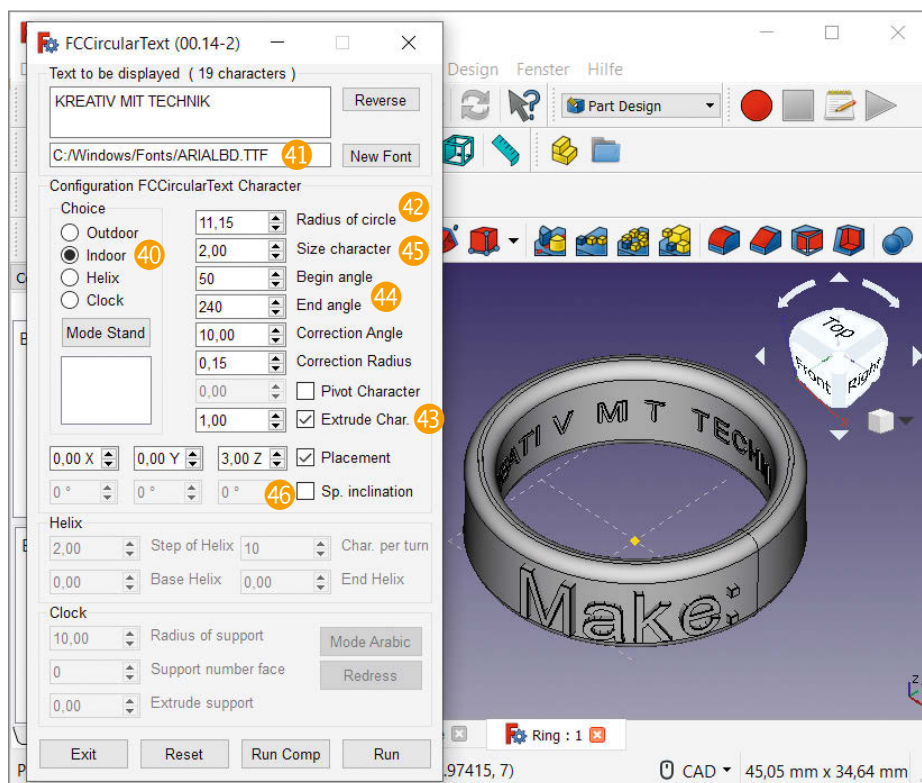 FCCircularText (00.14-2)
Text to be displayed ( 19 characters )
KREATIV MIT TECHNIK
Reverse
C:/Windows/Fonts/ARIALBD.TTF 41
New Font
Configuration FCCircularText Character
Choice
Outdoor
Indoor 40
Helix
Clock
Mode Stand
11,15 Radius of circle 42
2,00 Size character 45
50 Begin angle
240 End angle 44
10,00 Correction Angle
0,15 Correction Radius
0,00 Pivot Character
1,00 Extrude Char. 43
0,00 X 0,00 Y 3,00 Z Placement
0 ° 0 ° 0 ° 46 Sp. inclination
Helix
2,00 Step of Helix 10 Char. per turn
0,00 Base Helix 0,00 End Helix
Clock
10,00 Radius of support Mode Arabic
0 Support number face Redress
0,00 Extrude support
Exit Reset Run Comp Run
Design Fenster Hilfe
Part Design
Top
Front Right
X
MIT
Make:
Z
Ring : 1
.97415, 7) CAD 45,05 mm x 34,64 mm